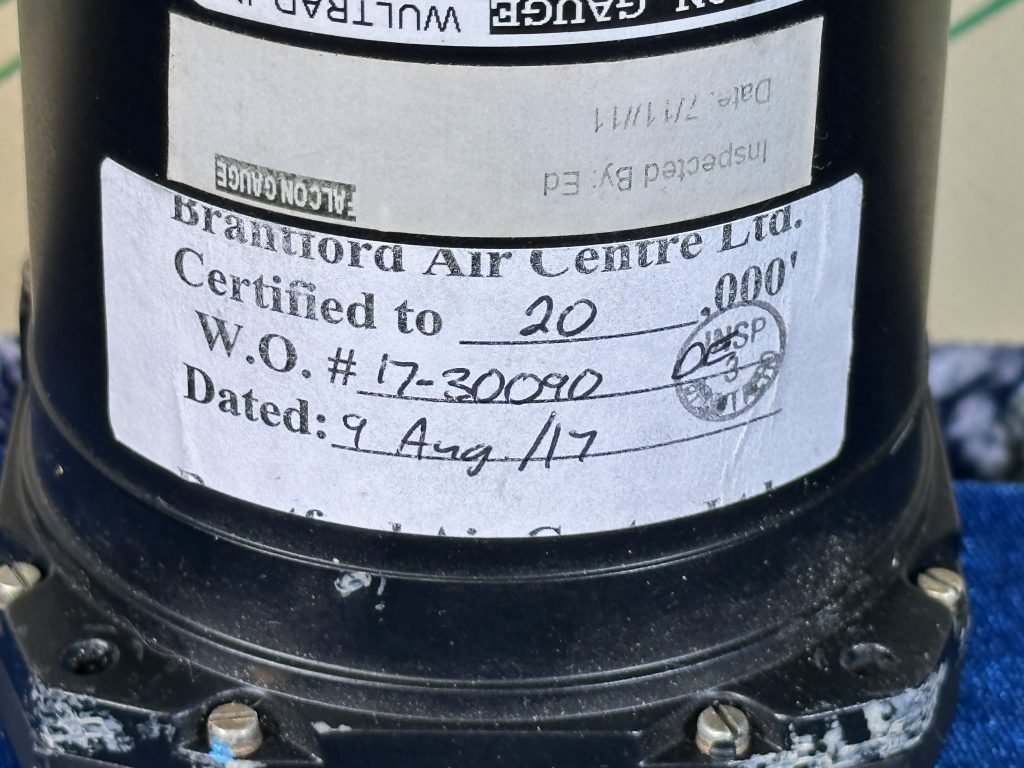 GAUGE
WULTRAD
Date: 7/11//11
Inspected By: Ed
FALCON GAUGE
Brantford Air Centre Ltd.
Certified to 20 ,000'
W.O. # 17-30090
Dated: 9 Aug /17
INSP
3